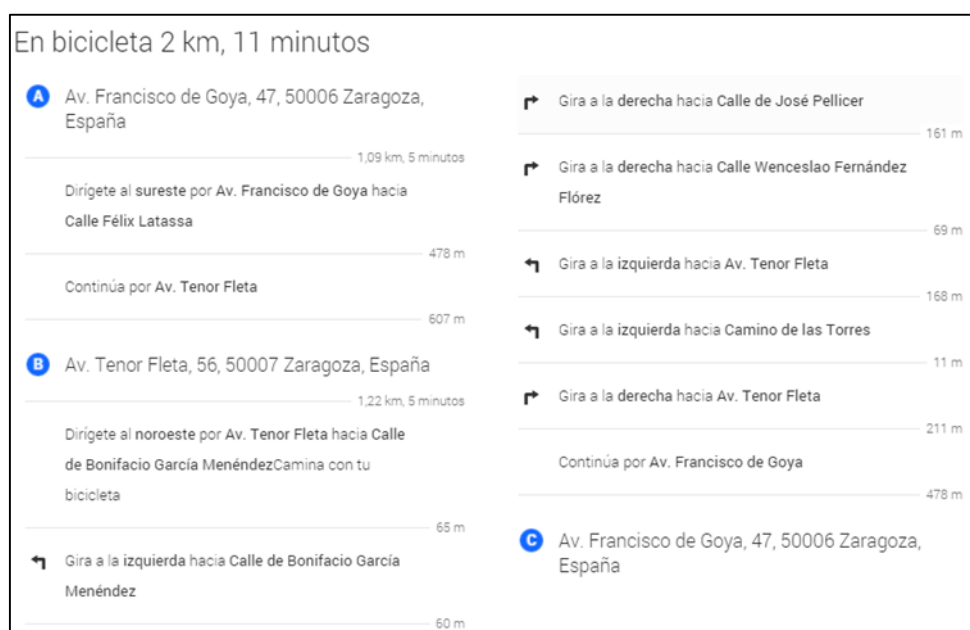 En bicicleta 2 km, 11 minutos
A
Av. Francisco de Goya, 47, 50006 Zaragoza,
España
1,09 km, 5 minutos
Dirígete al sureste por Av. Francisco de Goya hacia
Calle Félix Latassa
478 m
Continúa por Av. Tenor Fleta
607 m
B
Av. Tenor Fleta, 56, 50007 Zaragoza, España
1,22 km, 5 minutos
Dirígete al noroeste por Av. Tenor Fleta hacia Calle
de Bonifacio García MenéndezCamina con tu
bicicleta
65 m
Gira a la izquierda hacia Calle de Bonifacio García
Menéndez
60 m
Gira a la derecha hacia Calle de José Pellicer
161 m
Gira a la derecha hacia Calle Wenceslao Fernández
Flórez
69 m
Gira a la izquierda hacia Av. Tenor Fleta
168 m
Gira a la izquierda hacia Camino de las Torres
11 m
Gira a la derecha hacia Av. Tenor Fleta
211 m
Continúa por Av. Francisco de Goya
478 m
C
Av. Francisco de Goya, 47, 50006 Zaragoza,
España